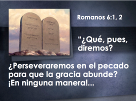 Romanos 6:1, 2
"¿Qué, pues,
diremos?
¿Perseveraremos en el pecado
para que la gracia abunde?
¡En ninguna manera!...